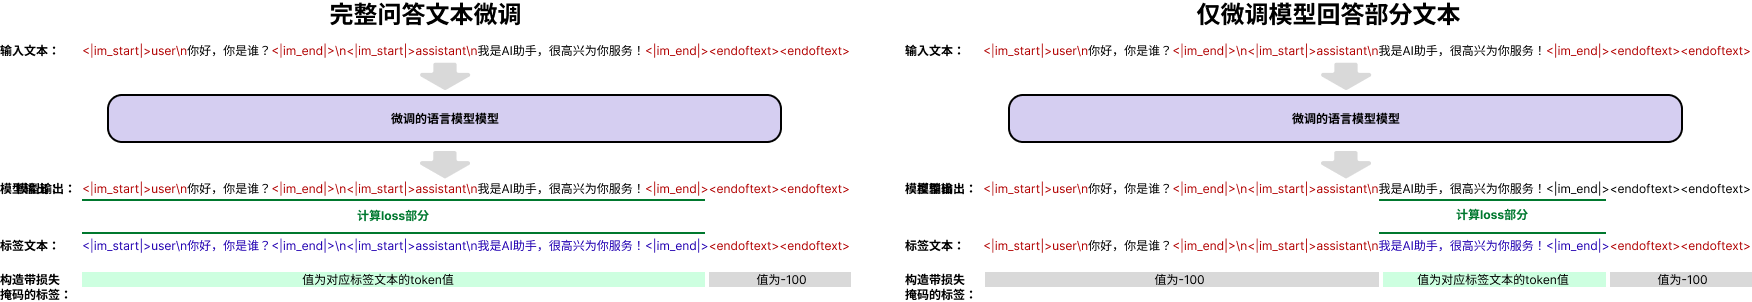 完整问答文本微调
输入文本： <|im_start|>user\n你好，你是谁？<|im_end|>\n<|im_start|>assistant\n我是AI助手，很高兴为你服务！<|im_end|><endoftext><endoftext>
微调的语言模型模型
模型输出： <|im_start|>user\n你好，你是谁？<|im_end|>\n<|im_start|>assistant\n我是AI助手，很高兴为你服务！<|im_end|><endoftext><endoftext>
计算loss部分
标签文本： <|im_start|>user\n你好，你是谁？<|im_end|>\n<|im_start|>assistant\n我是AI助手，很高兴为你服务！<|im_end|><endoftext><endoftext>
构造带损失
掩码的标签：
值为对应标签文本的token值
值为-100
仅微调模型回答部分文本
输入文本： <|im_start|>user\n你好，你是谁？<|im_end|>\n<|im_start|>assistant\n我是AI助手，很高兴为你服务！<|im_end|><endoftext><endoftext>
微调的语言模型模型
模型输出： <|im_start|>user\n你好，你是谁？<|im_end|>\n<|im_start|>assistant\n我是AI助手，很高兴为你服务！<|im_end|><endoftext><endoftext>
计算loss部分
标签文本： <|im_start|>user\n你好，你是谁？<|im_end|>\n<|im_start|>assistant\n我是AI助手，很高兴为你服务！<|im_end|><endoftext><endoftext>
构造带损失
掩码的标签：
值为-100
值为对应标签文本的token值
值为-100